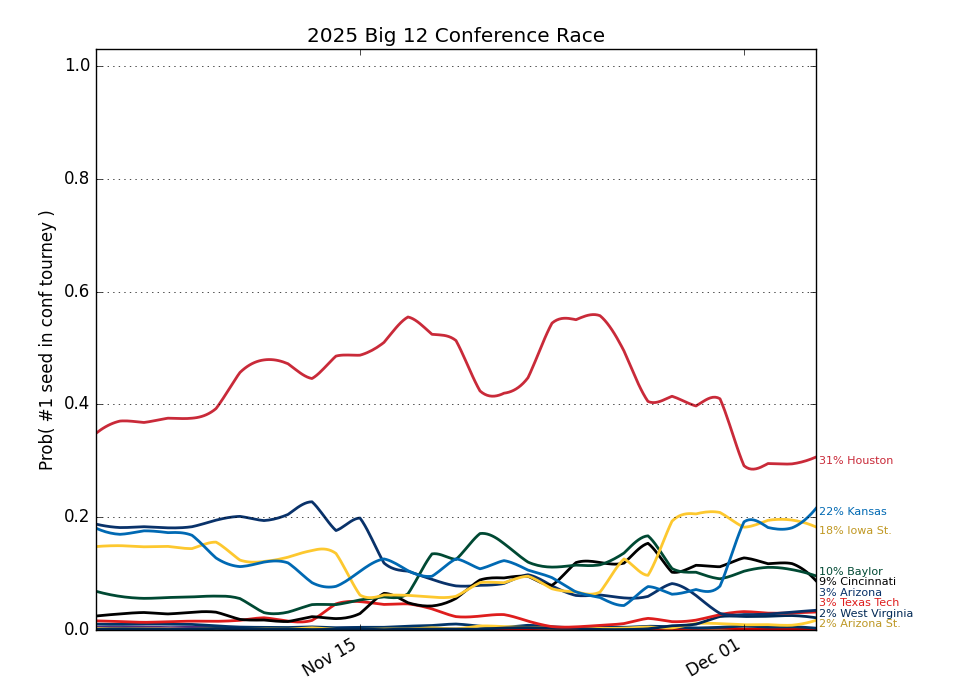 2025 Big 12 Conference Race
Prob( #1 seed in conf tourney )
1.0
0.8
0.6
0.4
0.2
0.0
Nov 15
Dec 01
31% Houston
22% Kansas
18% Iowa St.
10% Baylor
9% Cincinnati
3% Arizona
3% Texas Tech
2% West Virginia
2% Arizona St.